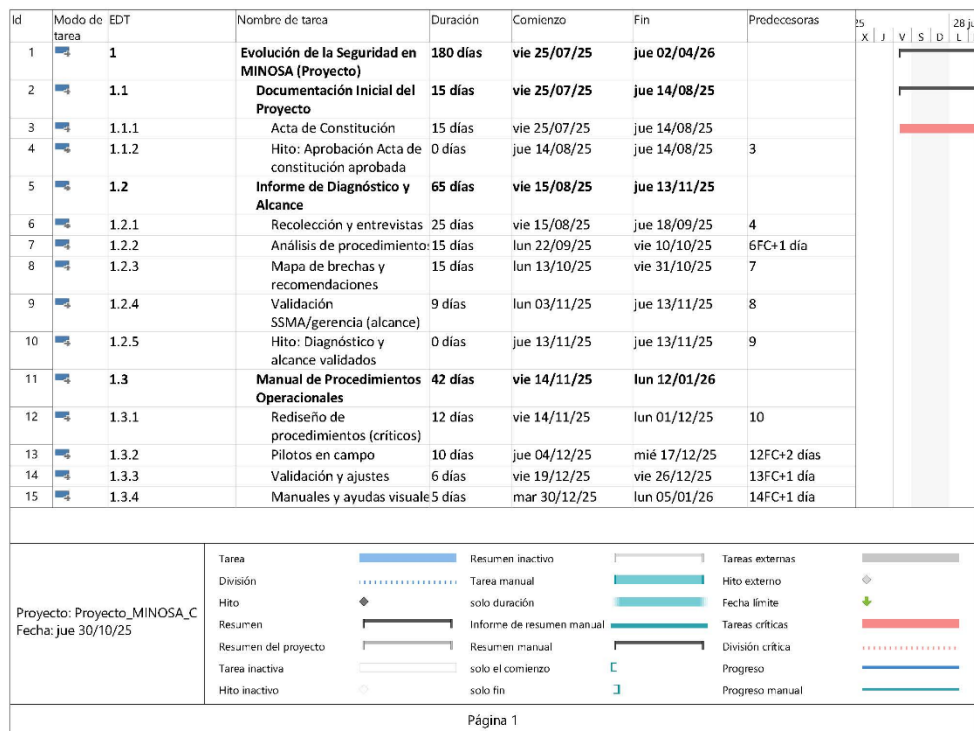 Id Modo de tarea EDT Nombre de tarea Duración Comienzo Fin Predecesoras 25 28 ju
X J V S D L
1 1 Evolución de la Seguridad en 180 días vie 25/07/25 jue 02/04/26
MINOSA (Proyecto)
2 1.1 Documentación Inicial del 15 días vie 25/07/25 jue 14/08/25
Proyecto
3 1.1.1 Acta de Constitución 15 días vie 25/07/25 jue 14/08/25
4 1.1.2 Hito: Aprobación Acta de 0 días jue 14/08/25 jue 14/08/25 3
constitución aprobada
5 1.2 Informe de Diagnóstico y 65 días vie 15/08/25 jue 13/11/25
Alcance
6 1.2.1 Recolección y entrevistas 25 días vie 15/08/25 jue 18/09/25 4
7 1.2.2 Análisis de procedimiento 15 días lun 22/09/25 vie 10/10/25 6FC+1 día
8 1.2.3 Mapa de brechas y 15 días lun 13/10/25 vie 31/10/25 7
recomendaciones
9 1.2.4 Validación 9 días lun 03/11/25 jue 13/11/25 8
SSMA/gerencia (alcance)
10 1.2.5 Hito: Diagnóstico y 0 días jue 13/11/25 jue 13/11/25 9
alcance validados
11 1.3 Manual de Procedimientos 42 días vie 14/11/25 lun 12/01/26
Operacionales
12 1.3.1 Rediseño de 12 días vie 14/11/25 lun 01/12/25 10
procedimientos (críticos)
13 1.3.2 Pilotos en campo 10 días jue 04/12/25 mié 17/12/25 12FC+2 días
14 1.3.3 Validación y ajustes 6 días vie 19/12/25 vie 26/12/25 13FC+1 día
15 1.3.4 Manuales y ayudas visuale 5 días mar 30/12/25 lun 05/01/26 14FC+1 día
Proyecto: Proyecto_MINOSA_C
Fecha: jue 30/10/25
Tarea Resumen inactivo Tareas externas
División Tarea manual Hito externo
Hito solo duración Fecha límite
Resumen Informe de resumen manual Tareas críticas
Resumen del proyecto Resumen manual División crítica
Tarea inactiva solo el comienzo Progreso
Hito inactivo solo fin Progreso manual
Página 1